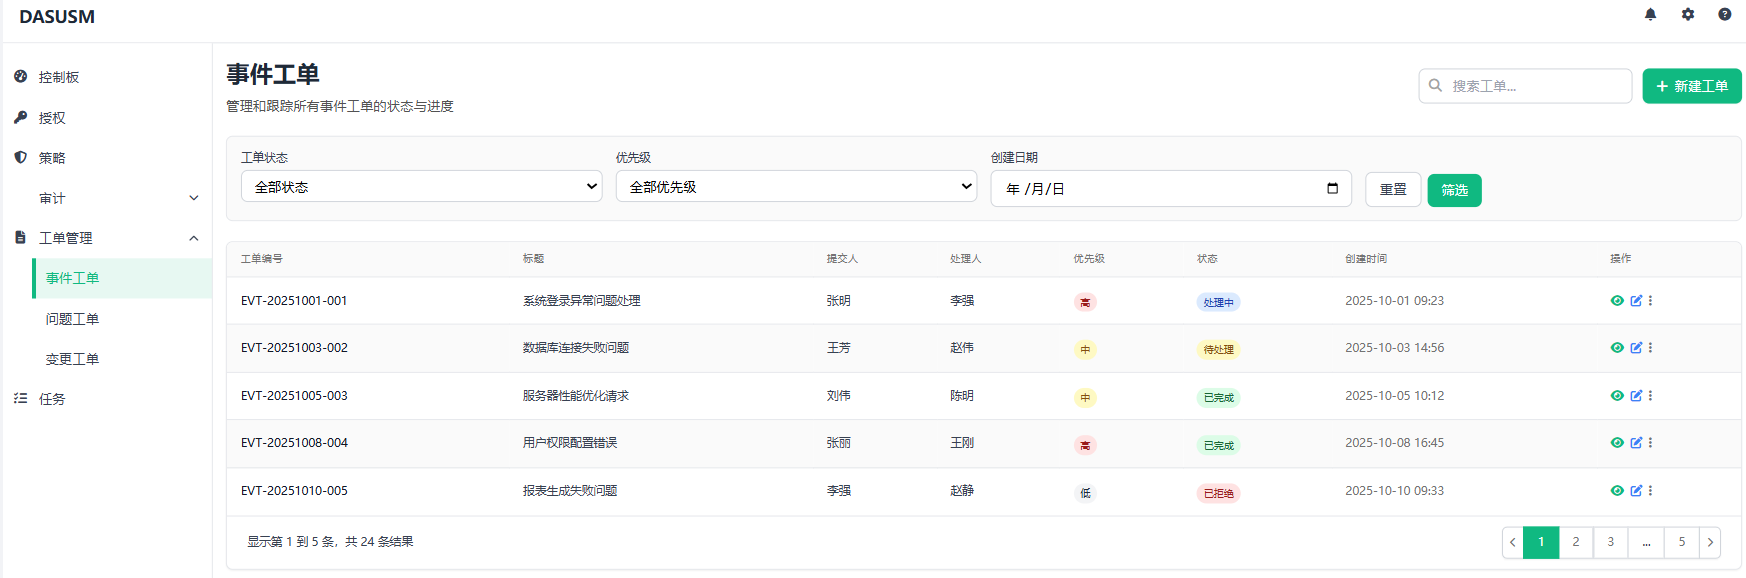 DASUSM
控制板
授权
策略
审计
工单管理
事件工单
问题工单
变更工单
任务
事件工单
管理和跟踪所有事件工单的状态与进度
搜索工单...
+ 新建工单
工单状态 优先级 创建日期
全部状态 全部优先级 年 /月/日 重置 筛选
工单编号 标题 提交人 处理人 优先级 状态 创建时间 操作
EVT-20251001-001 系统登录异常问题处理 张明 李强 高 处理中 2025-10-01 09:23
EVT-20251003-002 数据库连接失败问题 王芳 赵伟 中 待处理 2025-10-03 14:56
EVT-20251005-003 服务器性能优化请求 刘伟 陈明 中 已完成 2025-10-05 10:12
EVT-20251008-004 用户权限配置错误 张丽 王刚 高 已完成 2025-10-08 16:45
EVT-20251010-005 报表生成失败问题 李强 赵静 低 已拒绝 2025-10-10 09:33
显示第 1 到 5 条，共 24 条结果
1 2 3 ... 5